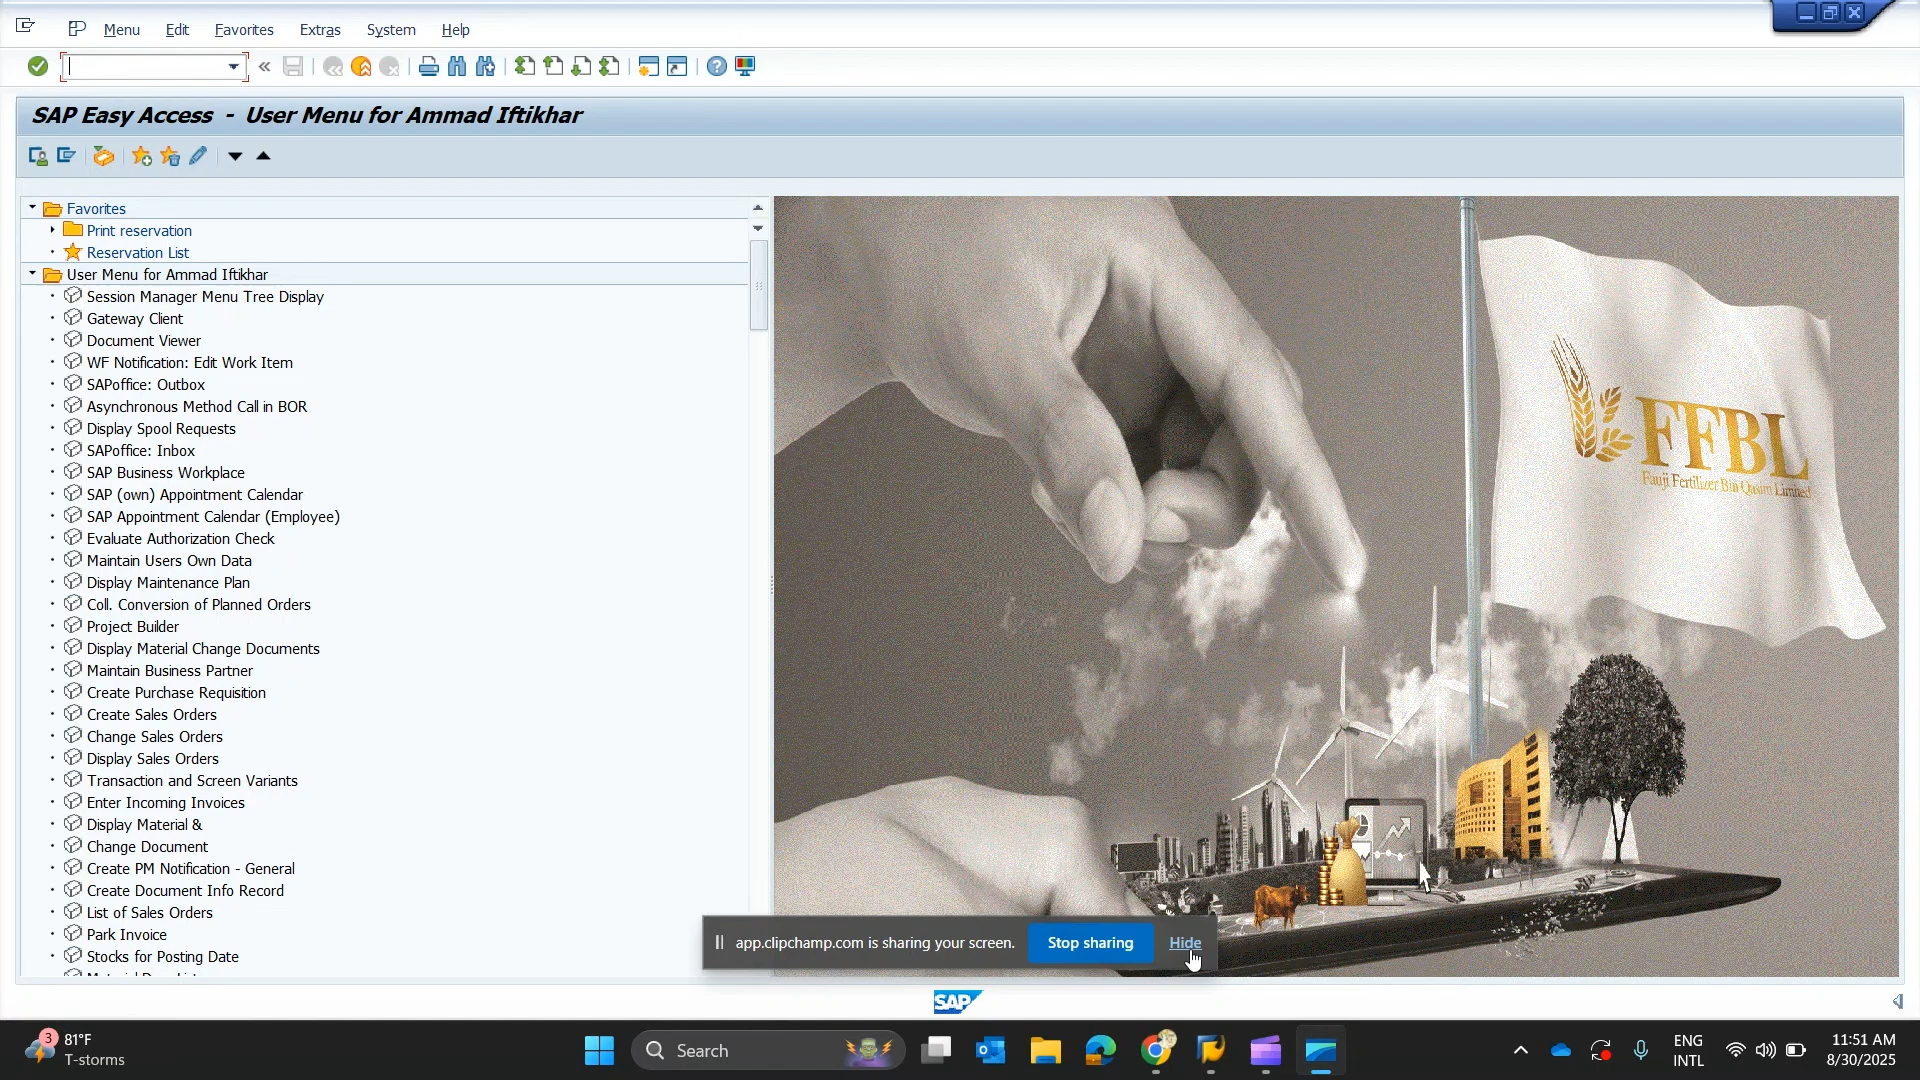 Menu Edit Favorites Extras System Help
SAP Easy Access - User Menu for Ammad Iftikhar
Favorites
Print reservation
Reservation List
User Menu for Ammad Iftikhar
Session Manager Menu Tree Display
Gateway Client
Document Viewer
WF Notification: Edit Work Item
SAPoffice: Outbox
Asynchronous Method Call in BOR
Display Spool Requests
SAPoffice: Inbox
SAP Business Workplace
SAP (own) Appointment Calendar
SAP Appointment Calendar (Employee)
Evaluate Authorization Check
Maintain Users Own Data
Display Maintenance Plan
Coll. Conversion of Planned Orders
Project Builder
Display Material Change Documents
Maintain Business Partner
Create Purchase Requisition
Create Sales Orders
Change Sales Orders
Display Sales Orders
Transaction and Screen Variants
Enter Incoming Invoices
Display Material &
Change Document
Create PM Notification - General
Create Document Info Record
List of Sales Orders
Park Invoice
Stocks for Posting Date
FFBL
Fauji Fertilizer Bin Qasim Limited
app.clipchamp.com is sharing your screen. Stop sharing Hide
SAP
3 81°F
T-storms
Search
ENG
INTL
11:51 AM
8/30/2025